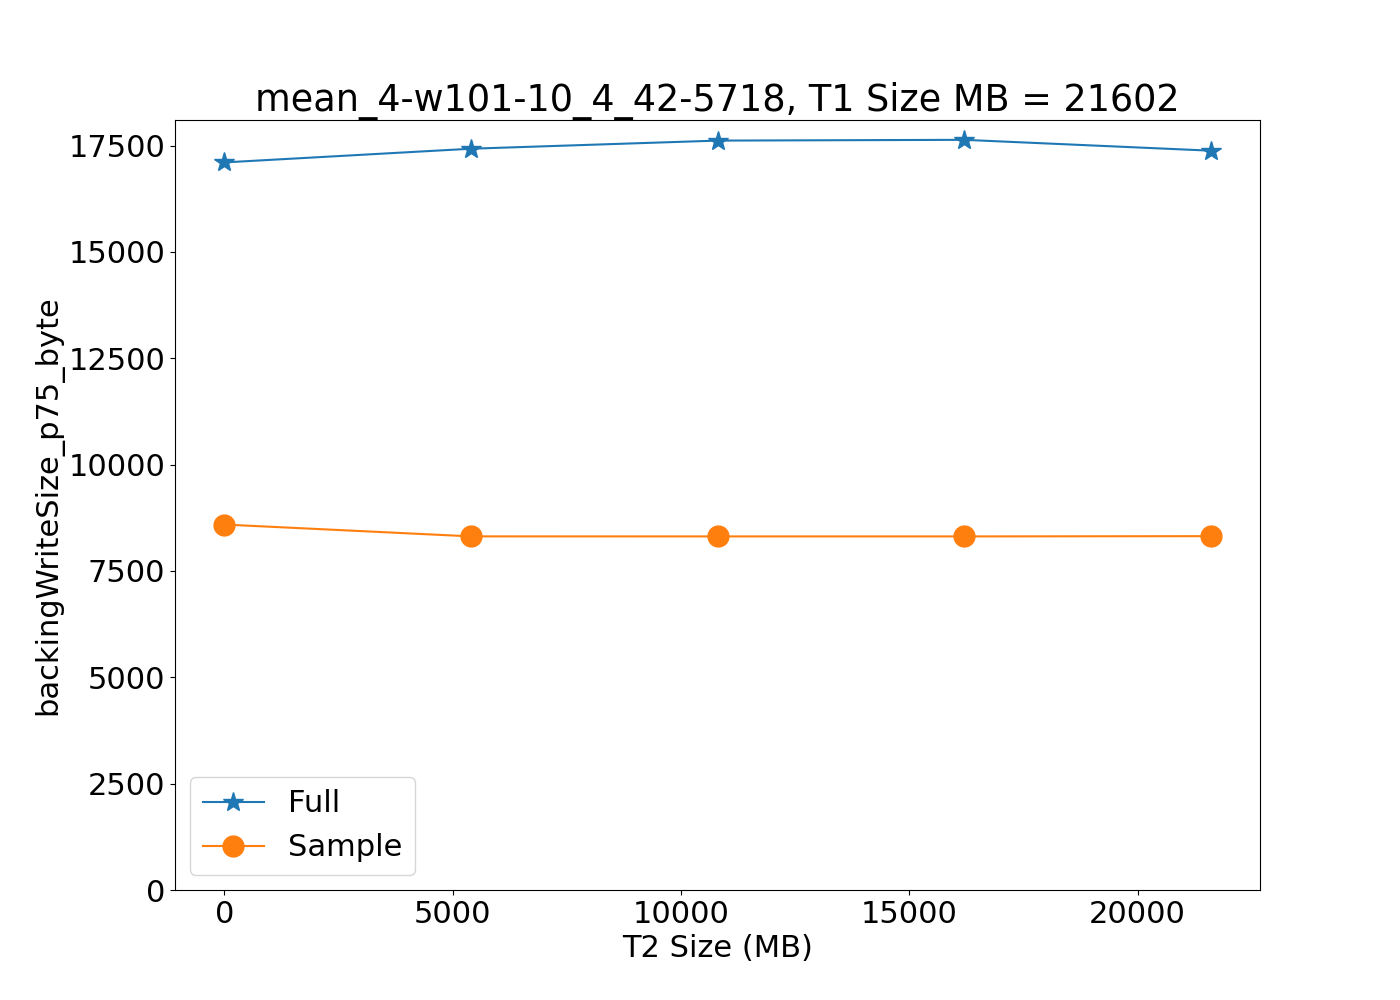 mean_4-w101-10_4_42-5718, T1 Size MB = 21602
backingWriteSize_p75_byte
17500
15000
12500
10000
7500
5000
2500
0
Full
Sample
0 5000 10000 15000 20000
T2 Size (MB)